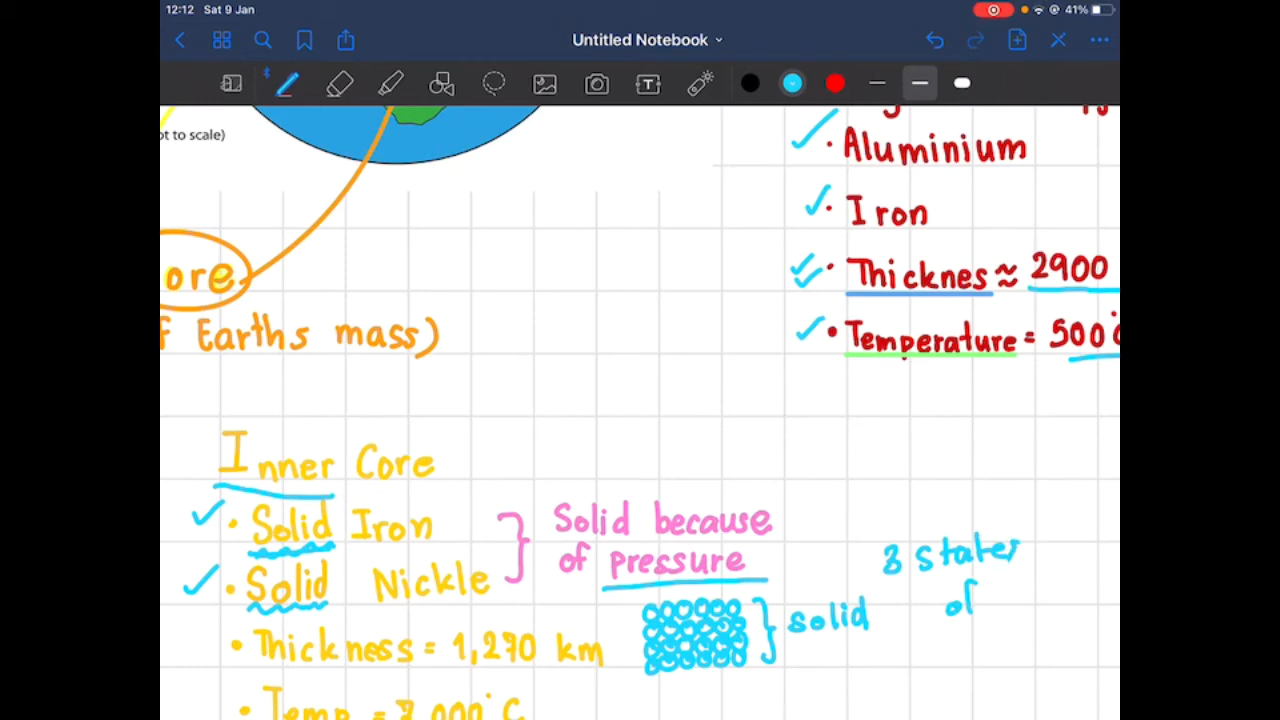 12:12 Sat 9 Jan
41%
Untitled Notebook
ot to scale)
• Aluminium
• Iron
• Thicknes ≈ 2900
• Temperature = 500°C
ore
f Earths mass)
Inner Core
• Solid Iron
• Solid Nickle
Solid because
of pressure
3 states
of
solid
• Thickness = 1,270 km